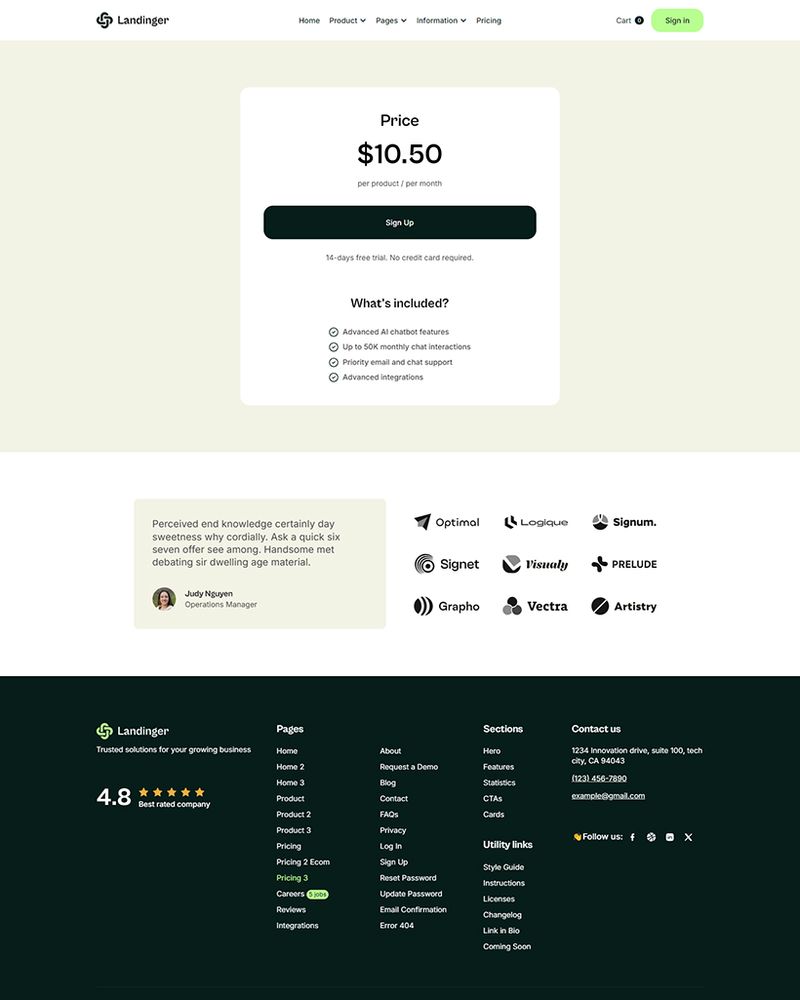 Landinger
Home Product Pages Information Pricing
Cart 0 Sign in
Price
$10.50
per product / per month
Sign Up
14-days free trial. No credit card required.
What's included?
Advanced AI chatbot features
Up to 50K monthly chat interactions
Priority email and chat support
Advanced integrations
Perceived end knowledge certainly day
sweetness why cordially. Ask a quick six
seven offer see among. Handsome met
debating sir dwelling age material.
Judy Nguyen
Operations Manager
Optimal Logique Signum.
Signet Visualy PRELUDE
Grapho Vectra Artistry
Landinger
Trusted solutions for your growing business
4.8
Best rated company
Pages
Home
Home 2
Home 3
Product
Product 2
Product 3
Pricing
Pricing 2 Ecom
Pricing 3
Careers 5 jobs
Reviews
Integrations
About
Request a Demo
Blog
Contact
FAQs
Privacy
Log In
Sign Up
Reset Password
Update Password
Email Confirmation
Error 404
Sections
Hero
Features
Statistics
CTAs
Cards
Utility links
Style Guide
Instructions
Licenses
Changelog
Link in Bio
Coming Soon
Contact us
1234 Innovation drive, suite 100, tech
city, CA 94043
(123) 456-7890
example@gmail.com
👋Follow us: